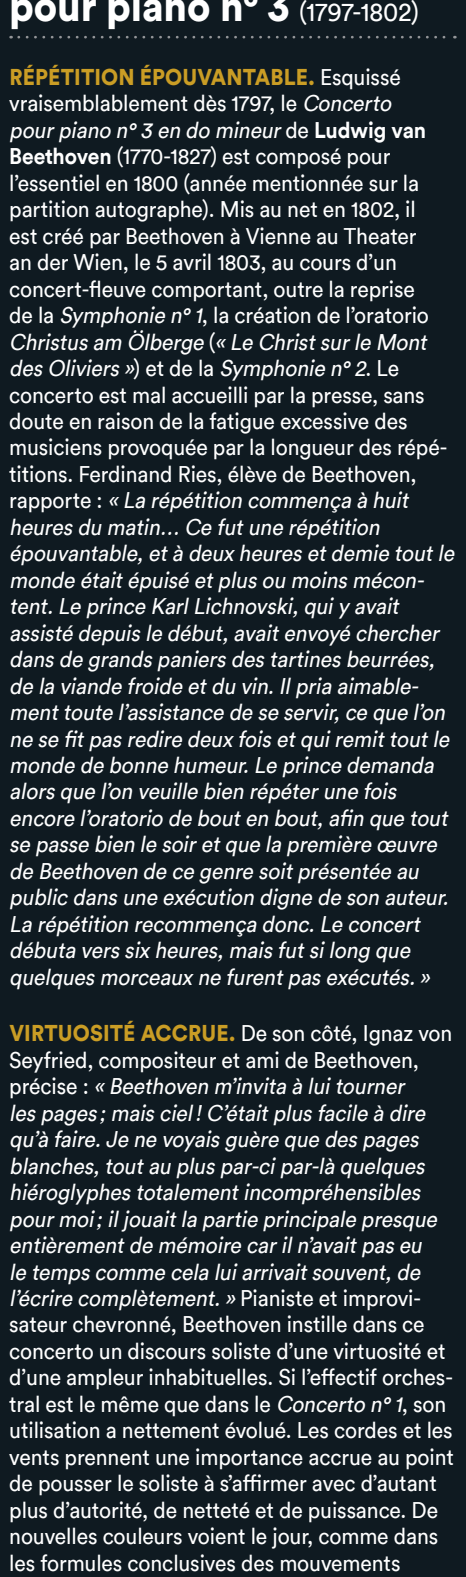 pour piano n° 3 (1797-1802)
RÉPÉTITION ÉPOUVANTABLE. Esquissé
vraisemblablement dès 1797, le Concerto
pour piano n° 3 en do mineur de Ludwig van
Beethoven (1770-1827) est composé pour
l’essentiel en 1800 (année mentionnée sur la
partition autographe). Mis au net en 1802, il
est créé par Beethoven à Vienne au Theater
an der Wien, le 5 avril 1803, au cours d’un
concert-fleuve comportant, outre la reprise
de la Symphonie n° 1, la création de l’oratorio
Christus am Ölberge (« Le Christ sur le Mont
des Oliviers ») et de la Symphonie n° 2. Le
concerto est mal accueilli par la presse, sans
doute en raison de la fatigue excessive des
musiciens provoquée par la longueur des répé-
titions. Ferdinand Ries, élève de Beethoven,
rapporte : « La répétition commença à huit
heures du matin… Ce fut une répétition
épouvantable, et à deux heures et demie tout le
monde était épuisé et plus ou moins mécon-
tent. Le prince Karl Lichnovski, qui y avait
assisté depuis le début, avait envoyé chercher
dans de grands paniers des tartines beurrées,
de la viande froide et du vin. Il pria aimable-
ment toute l’assistance de se servir, ce que l’on
ne se fit pas redire deux fois et qui remit tout le
monde de bonne humeur. Le prince demanda
alors que l’on veuille bien répéter une fois
encore l’oratorio de bout en bout, afin que tout
se passe bien le soir et que la première œuvre
de Beethoven de ce genre soit présentée au
public dans une exécution digne de son auteur.
La répétition recommença donc. Le concert
débuta vers six heures, mais fut si long que
quelques morceaux ne furent pas exécutés. »
VIRTUOSITÉ ACCRUE. De son côté, Ignaz von
Seyfried, compositeur et ami de Beethoven,
précise : « Beethoven m’invita à lui tourner
les pages ; mais ciel ! C’était plus facile à dire
qu’à faire. Je ne voyais guère que des pages
blanches, tout au plus par-ci par-là quelques
hiéroglyphes totalement incompréhensibles
pour moi ; il jouait la partie principale presque
entièrement de mémoire car il n’avait pas eu
le temps comme cela lui arrivait souvent, de
l’écrire complètement. » Pianiste et improvi-
sateur chevronné, Beethoven instille dans ce
concerto un discours soliste d’une virtuosité et
d’une ampleur inhabituelles. Si l’effectif orches-
tral est le même que dans le Concerto n° 1, son
utilisation a nettement évolué. Les cordes et les
vents prennent une importance accrue au point
de pousser le soliste à s’affirmer avec d’autant
plus d’autorité, de netteté et de puissance. De
nouvelles couleurs voient le jour, comme dans
les formules conclusives des mouvements